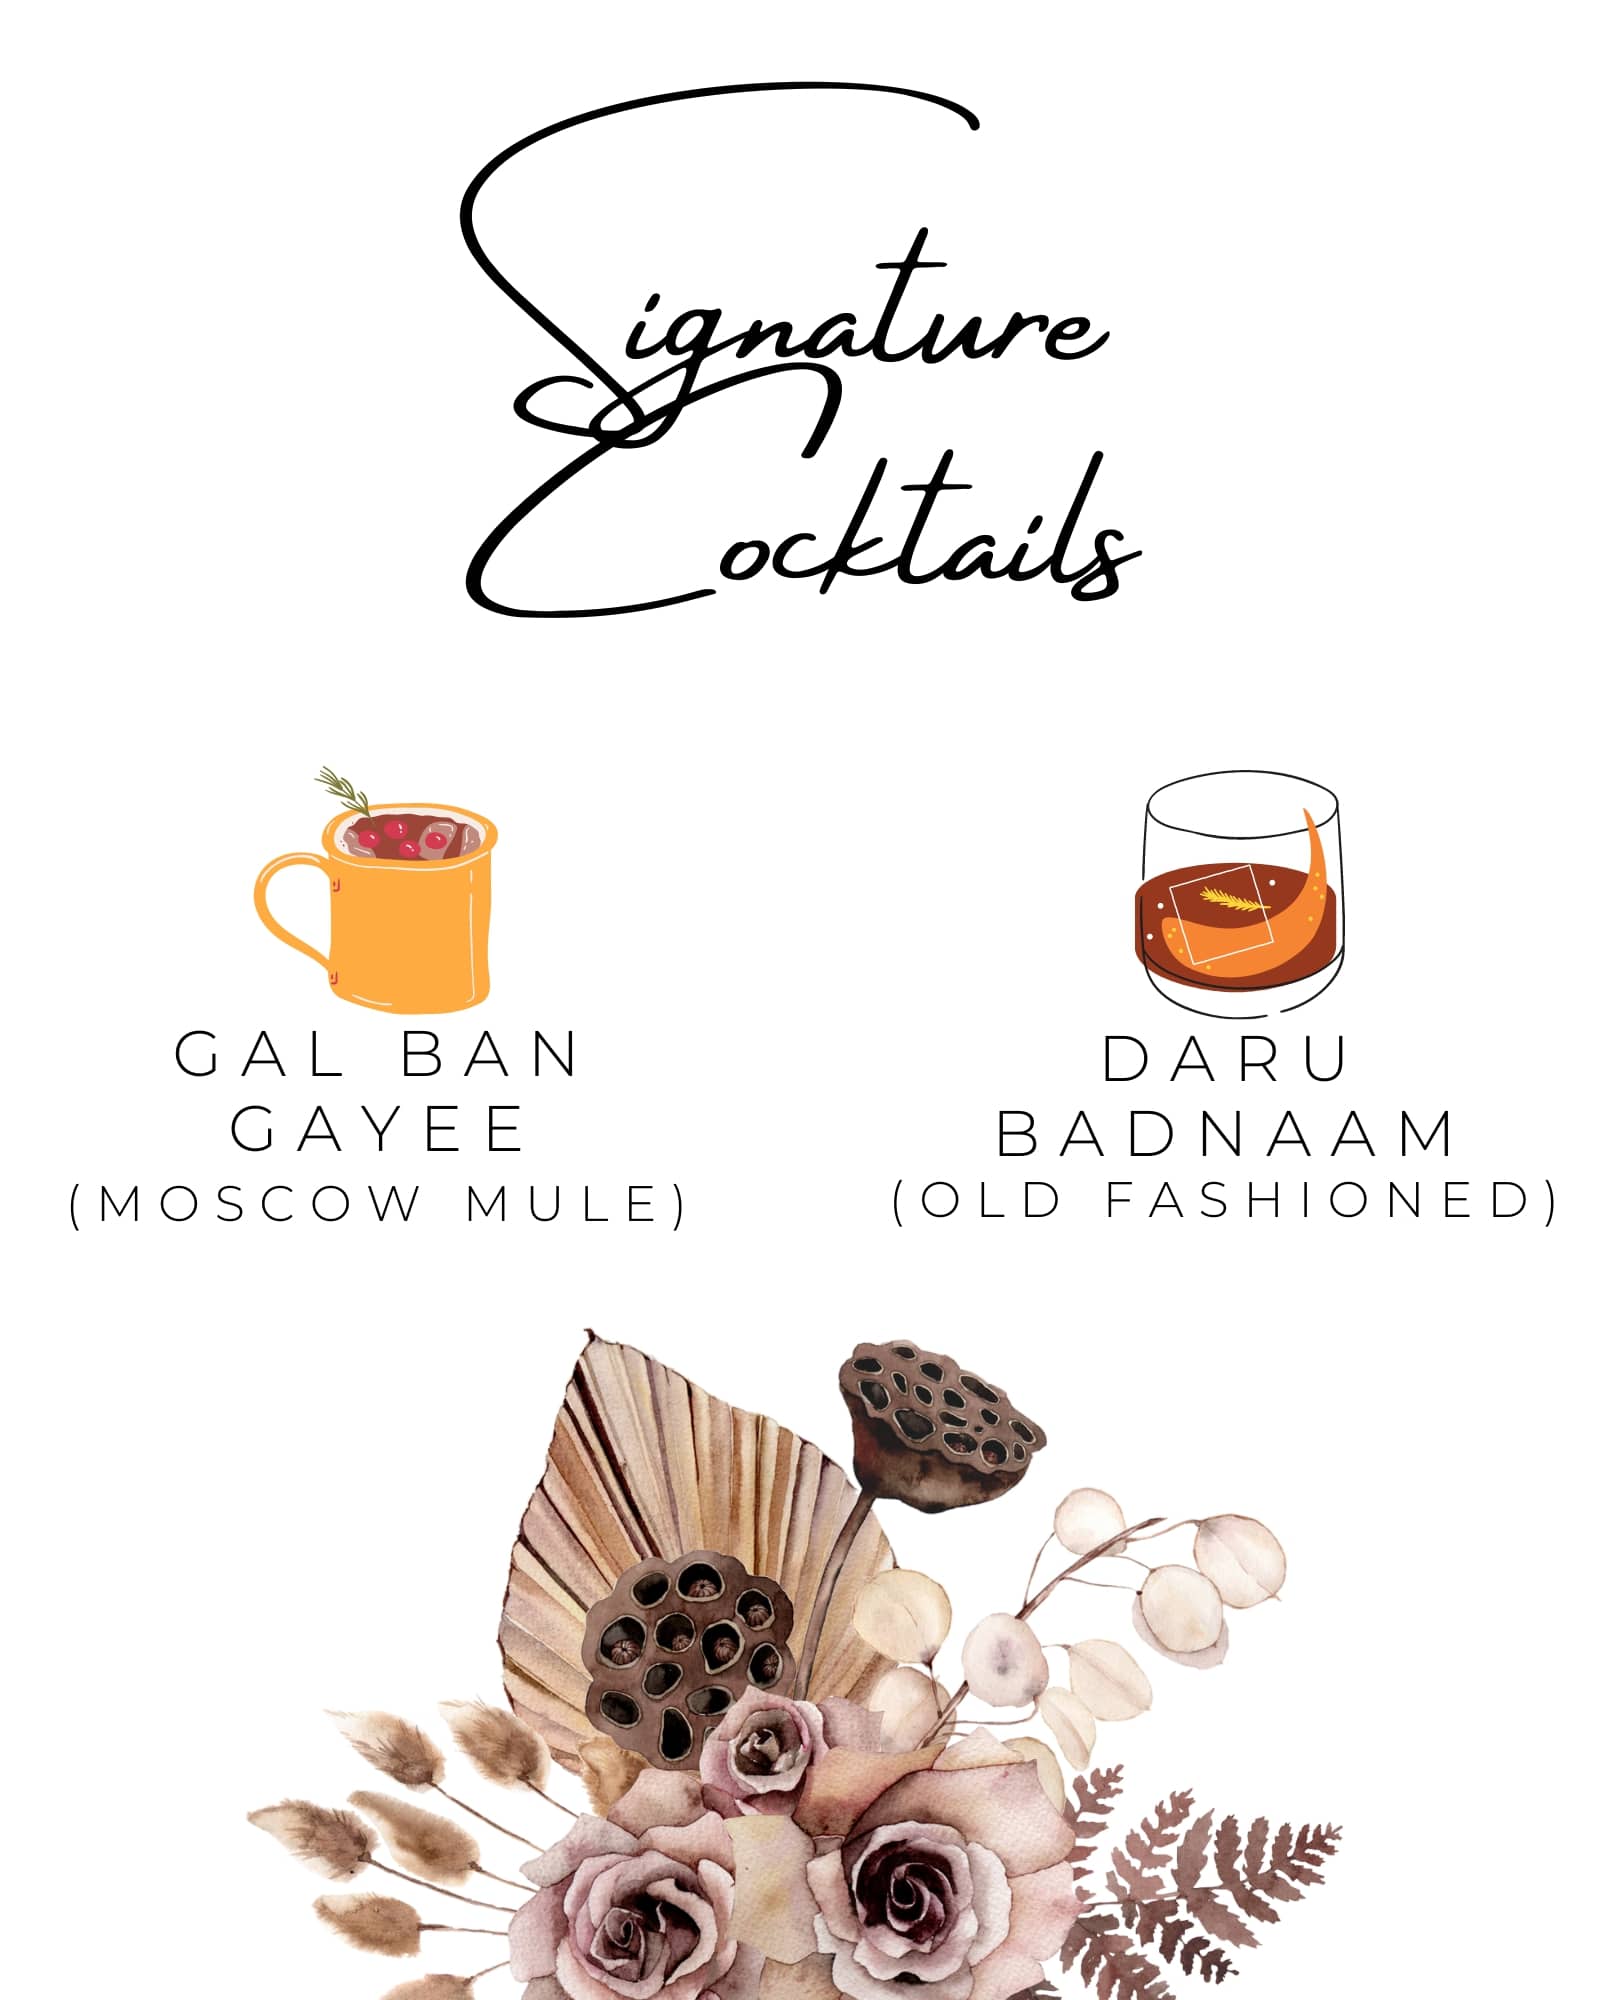 Signature
Cocktails
GAL BAN
GAYEE
(MOSCOW MULE)
DARU
BADNAAM
(OLD FASHIONED)